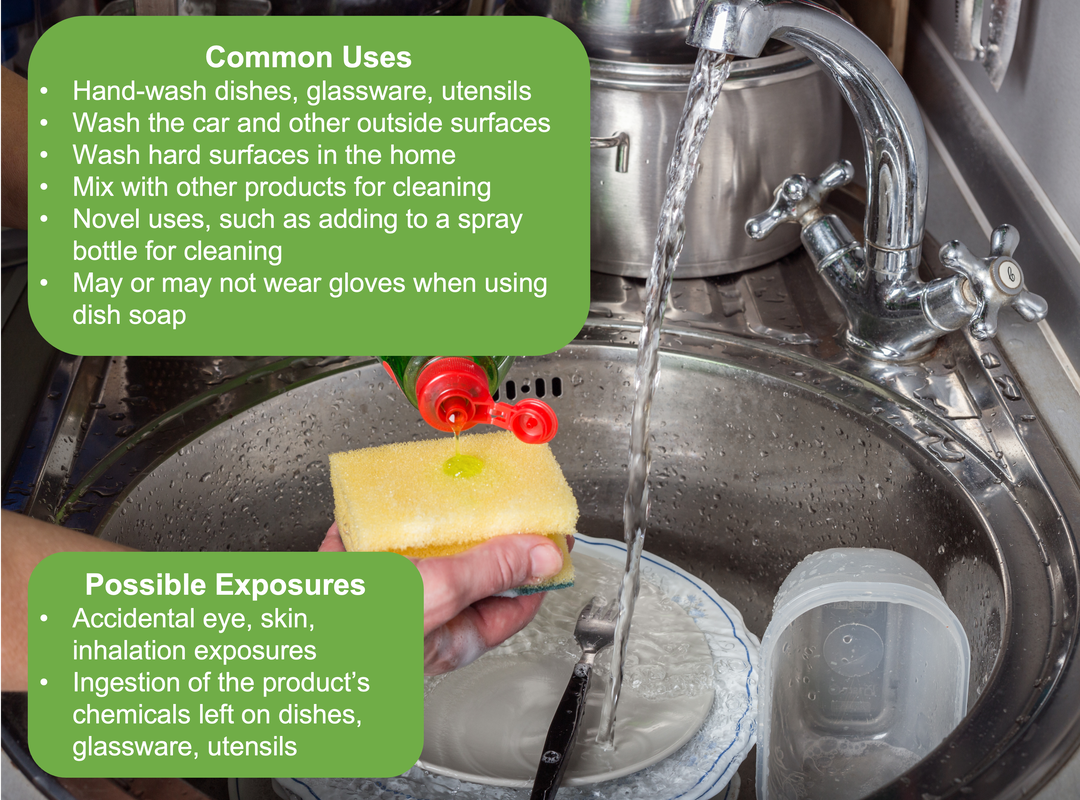 Common Uses
• Hand-wash dishes, glassware, utensils
• Wash the car and other outside surfaces
• Wash hard surfaces in the home
• Mix with other products for cleaning
• Novel uses, such as adding to a spray
bottle for cleaning
• May or may not wear gloves when using
dish soap
Possible Exposures
• Accidental eye, skin,
inhalation exposures
• Ingestion of the product’s
chemicals left on dishes,
glassware, utensils